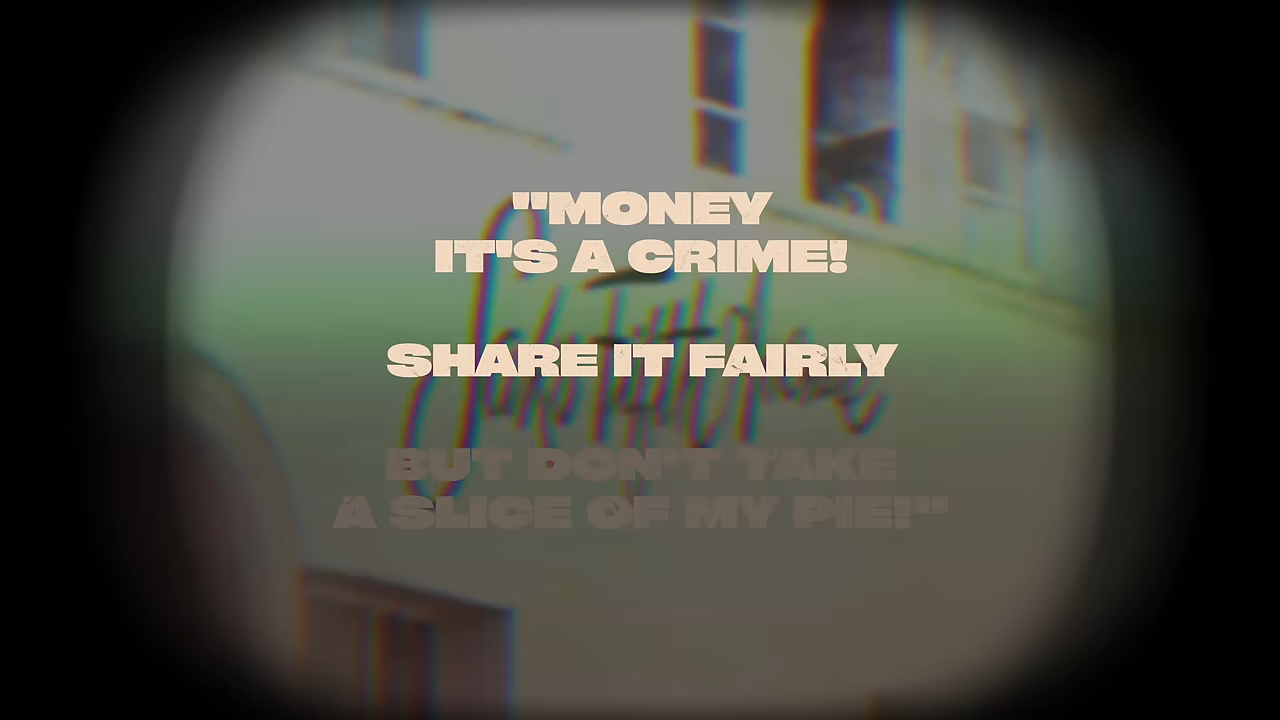 "MONEY
IT'S A CRIME!
SHARE IT FAIRLY
BUT DON'T TAKE
A SLICE OF MY PIE!"